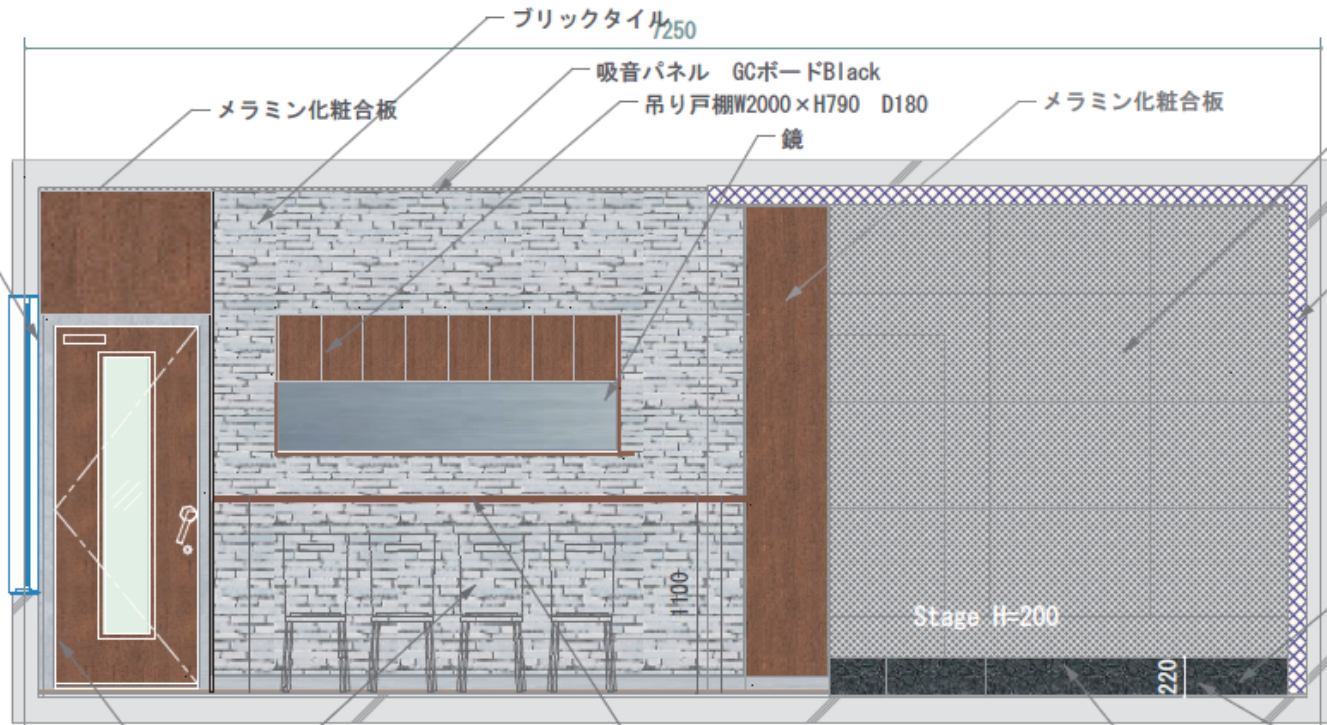 ブリックタイル
7250
吸音パネル　GCボードBlack
メラミン化粧合板
吊り戸棚W2000×H790　D180
メラミン化粧合板
鏡
1100
Stage H=200
220